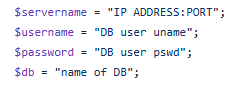 $servername = "IP ADDRESS:PORT";
$username = "DB user uname";
$password = "DB user pswd";
$db = "name of DB";